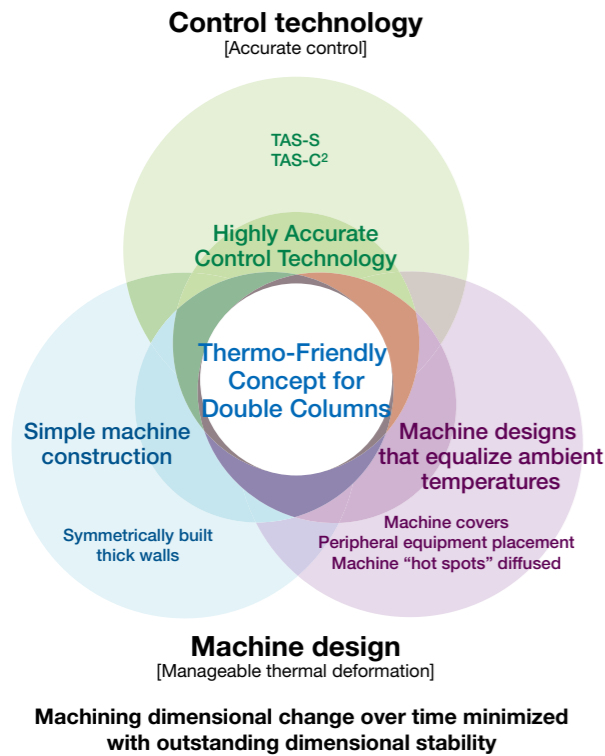 Control technology
[Accurate control]
TAS-S
TAS-C²
Highly Accurate
Control Technology
Thermo-Friendly
Concept for
Double Columns
Simple machine
construction
Symmetrically built
thick walls
Machine designs
that equalize ambient
temperatures
Machine covers
Peripheral equipment placement
Machine “hot spots” diffused
Machine design
[Manageable thermal deformation]
Machining dimensional change over time minimized
with outstanding dimensional stability